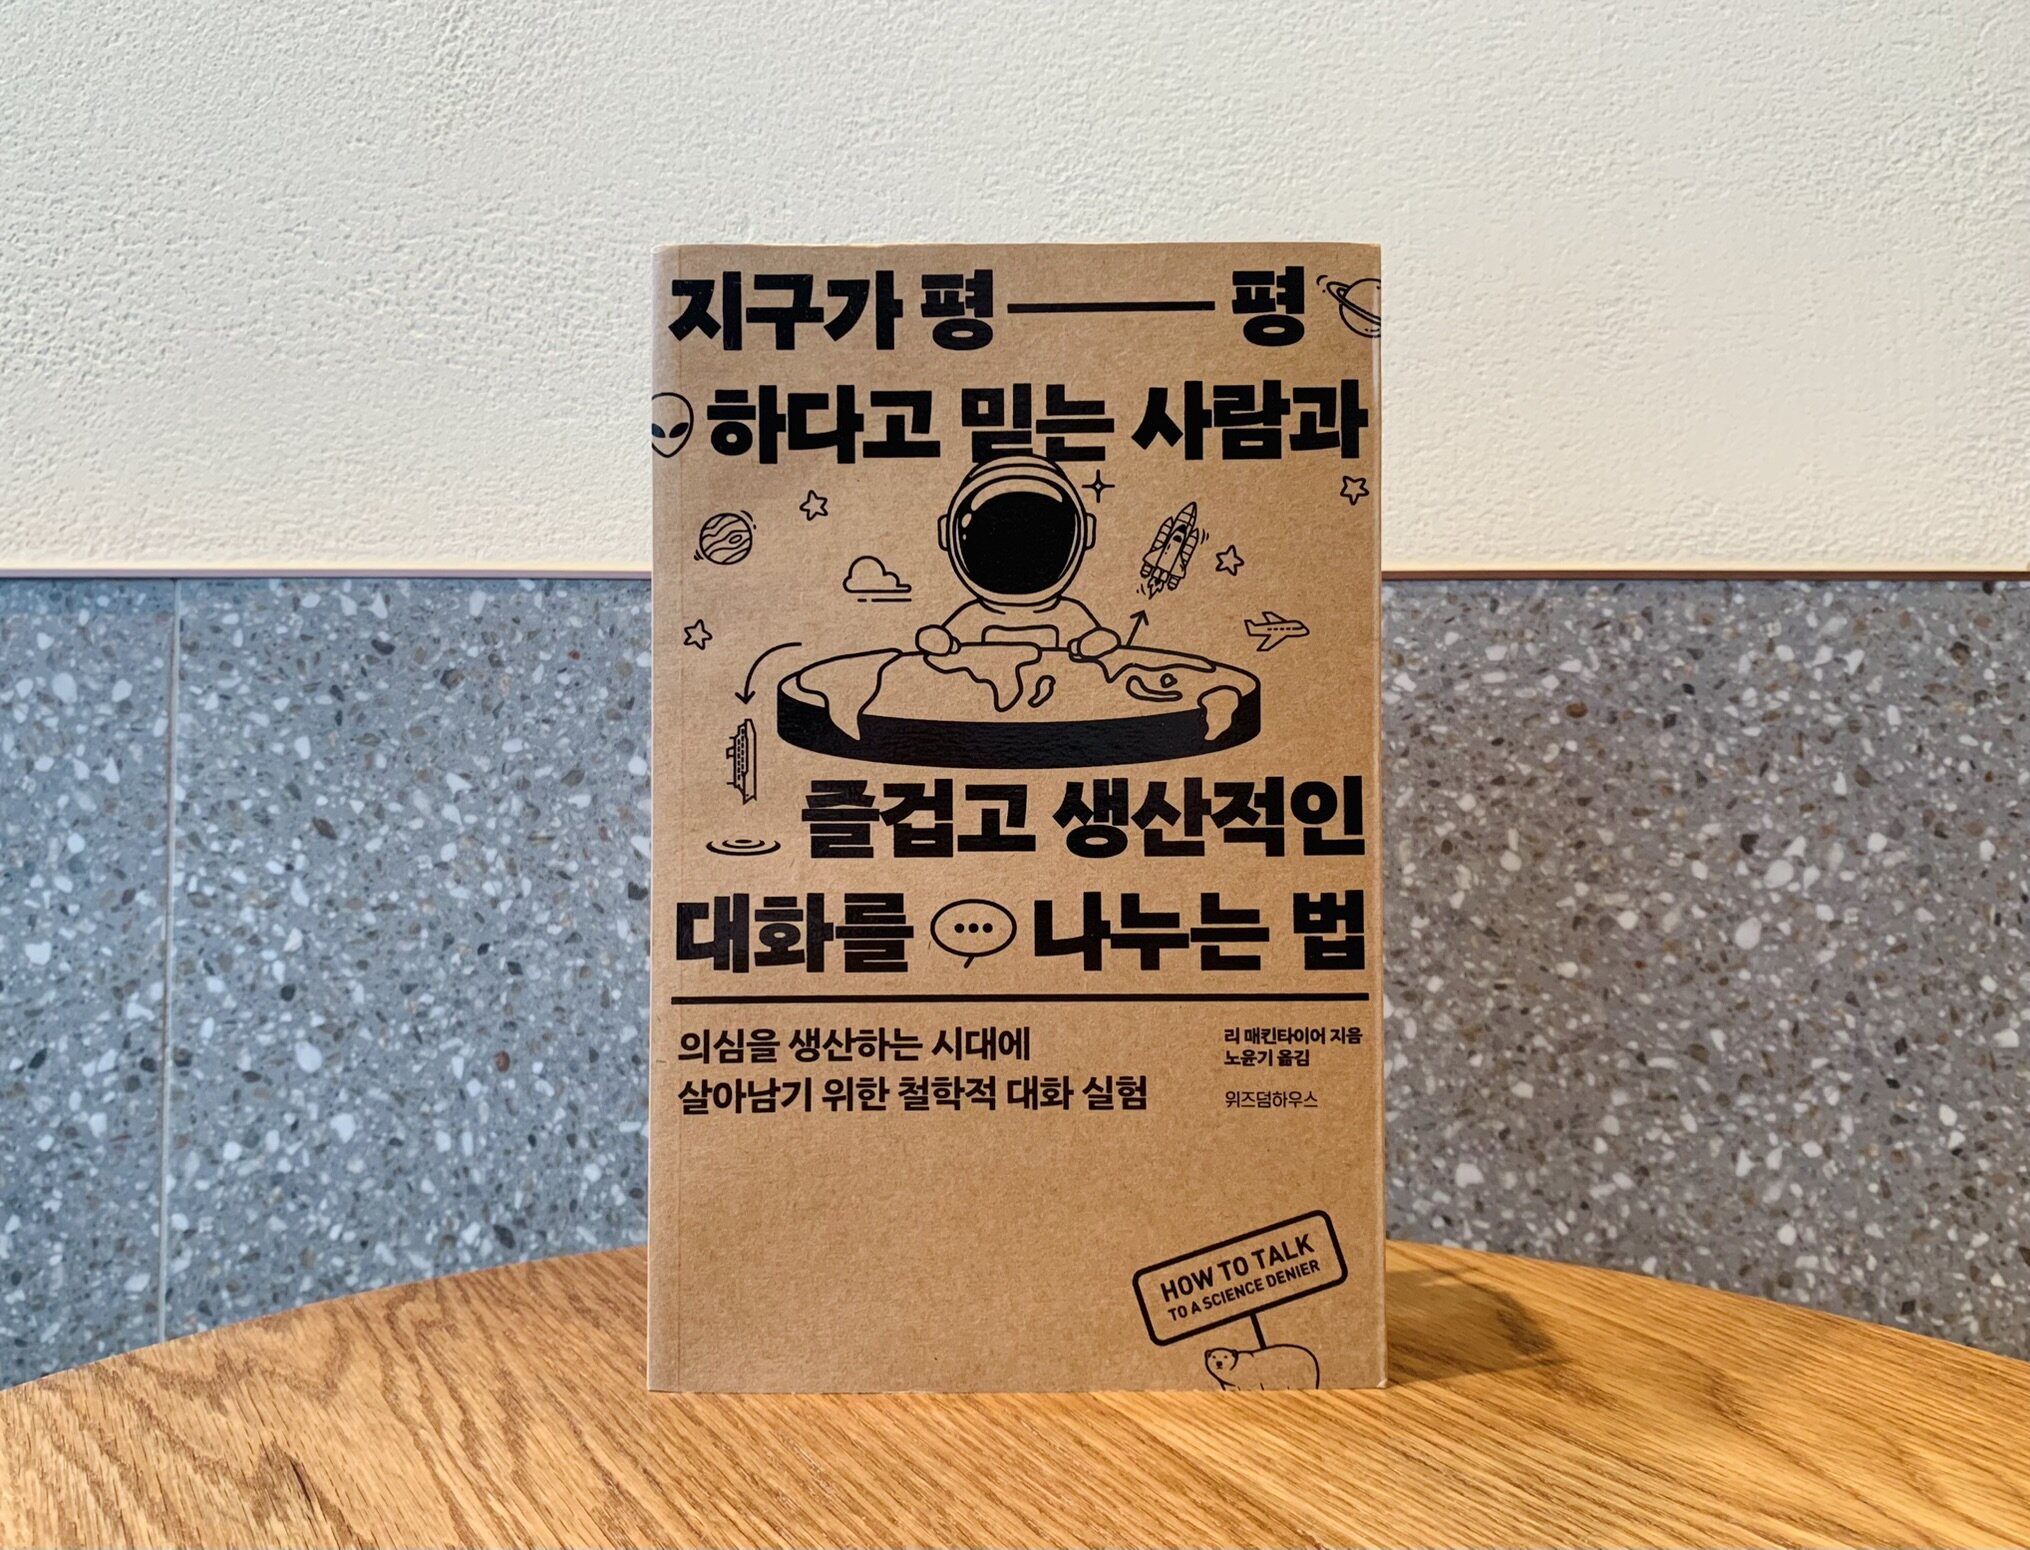 지구가 평──평
하다고 믿는 사람과
즐겁고 생산적인
대화를 나누는 법
의심을 생산하는 시대에
살아남기 위한 철학적 대화 실험
리 매킨타이어 지음
노윤기 옮김
위즈덤하우스
HOW TO TALK
TO A SCIENCE DENIER